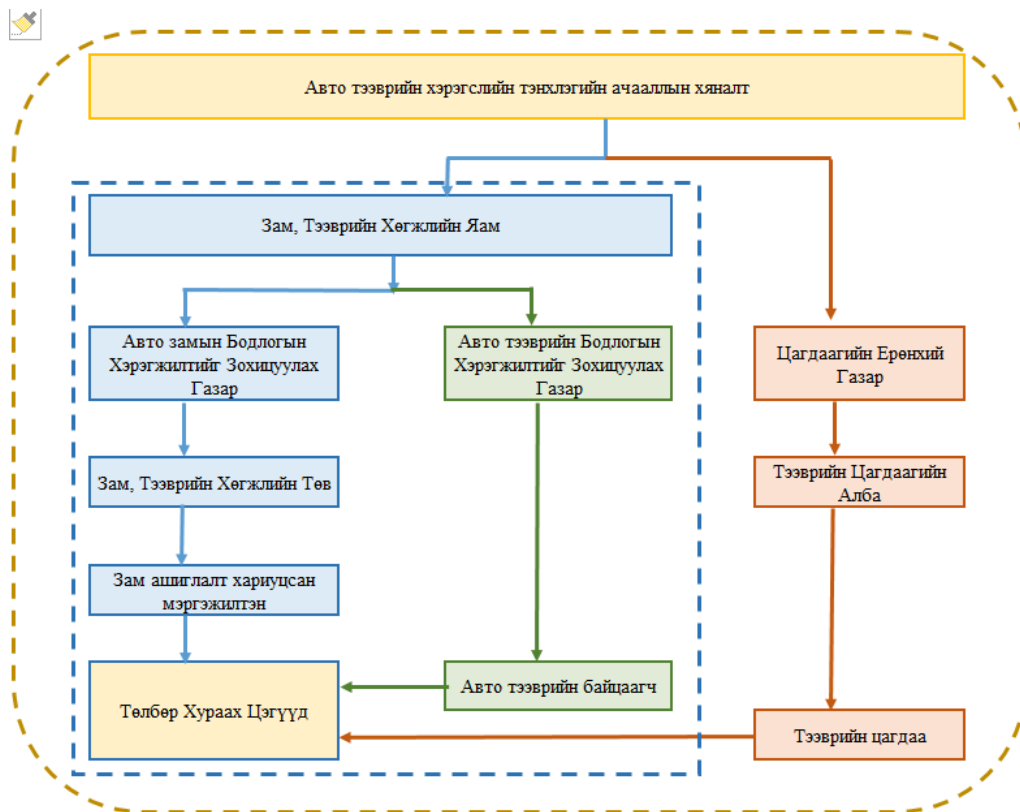 Авто тээврийн хэрэгслийн тэнхлэгийн ачааллын хяналт
Зам, Тээврийн Хөгжлийн Яам
Авто замын Бодлогын
Хэрэгжилтийг Зохицуулах
Газар
Авто тээврийн Бодлогын
Хэрэгжилтийг Зохицуулах
Газар
Цагдаагийн Ерөнхий
Газар
Зам, Тээврийн Хөгжлийн Төв
Тээврийн Цагдаагийн
Алба
Зам ашиглалт хариуцсан
мэргэжилтэн
Төлбөр Хураах Цэгүүд
Авто тээврийн байцаагч
Тээврийн цагдаа